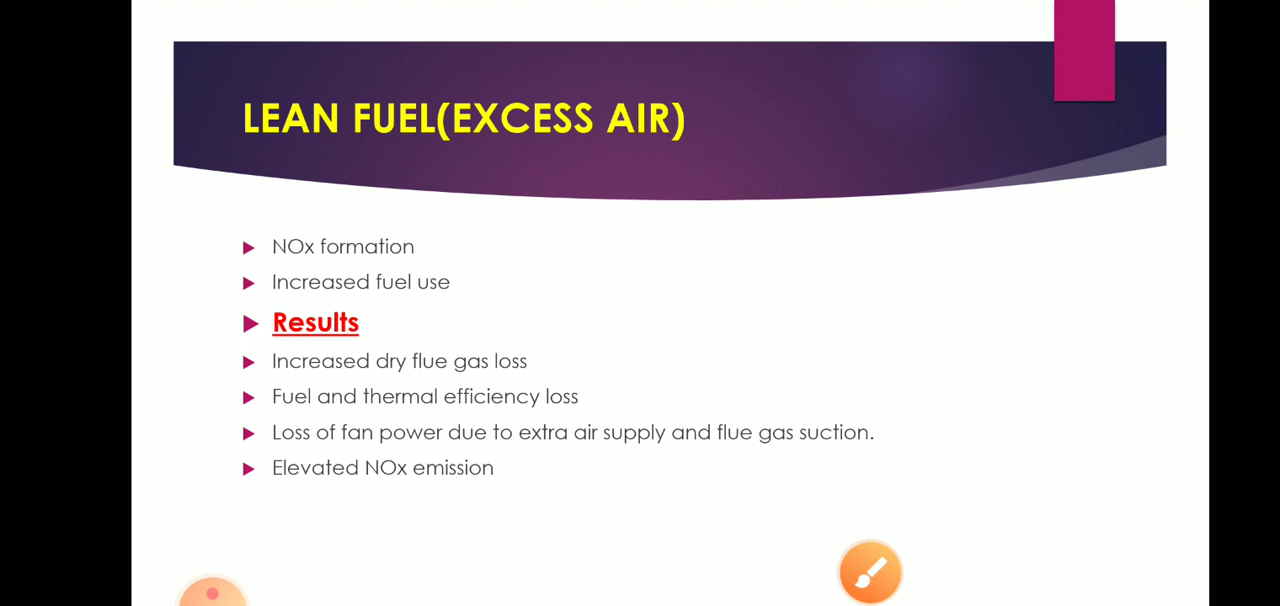 LEAN FUEL(EXCESS AIR)
NOx formation
Increased fuel use
Results
Increased dry flue gas loss
Fuel and thermal efficiency loss
Loss of fan power due to extra air supply and flue gas suction.
Elevated NOx emission